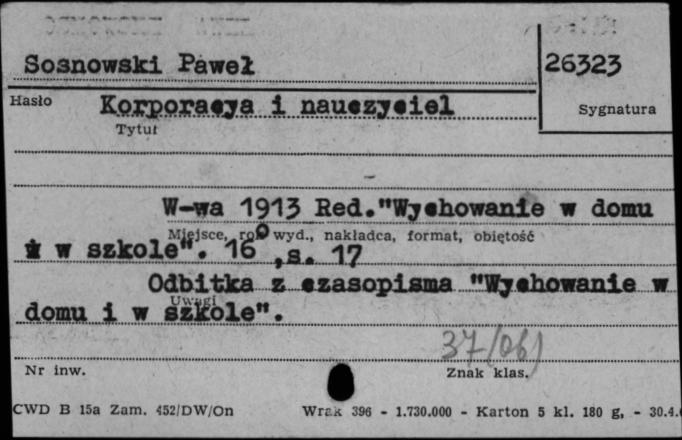 Sosnowski Paweł
26323
Hasło
Korporacya i nauczyciel
Sygnatura
Tytuł
W-wa 1913 Red."Wychowanie w domu
Miejsce, rok wyd., nakładca, format, objętość
i w szkole". 16°, s. 17
Odbitka z czasopisma "Wychowanie w
Uwagi
domu i w szkole".
37/06)
Nr inw.
Znak klas.
CWD B 15a Zam. 452/DW/On
Wrak 396 - 1.730.000 - Karton 5 kl. 180 g, - 30.4.